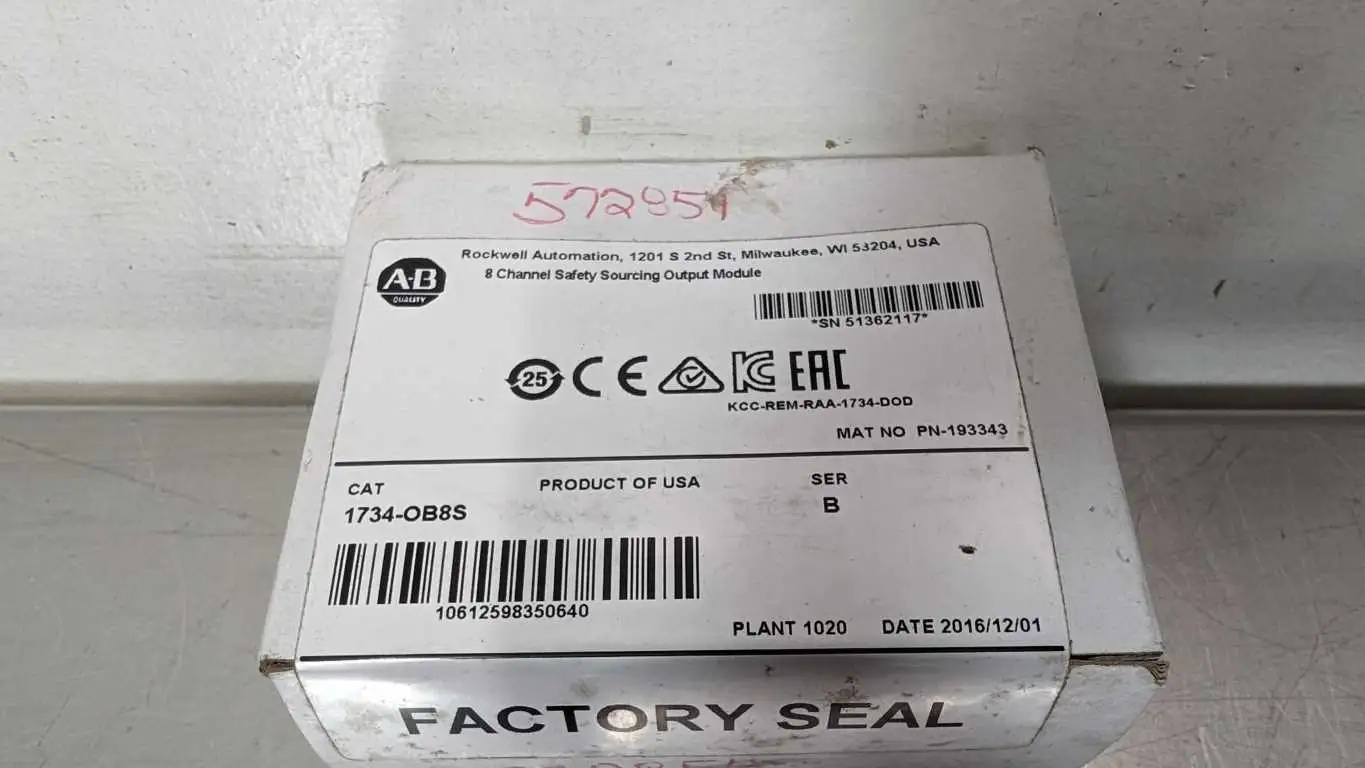 572851
Rockwell Automation, 1201 S 2nd St, Milwaukee, WI 53204, USA
8 Channel Safety Sourcing Output Module
A-B
QUALITY
*SN 51362117*
25 CE KC EAC
KCC-REM-RAA-1734-DOD
MAT NO PN-193343
CAT PRODUCT OF USA SER
1734-OB8S B
10612598350640
PLANT 1020 DATE 2016/12/01
FACTORY SEAL